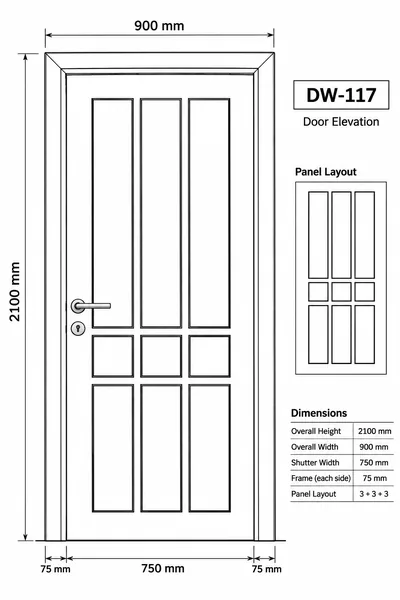 900 mm
DW-117
Door Elevation
Panel Layout
2100 mm
Dimensions
Overall Height 2100 mm
Overall Width 900 mm
Shutter Width 750 mm
Frame (each side) 75 mm
Panel Layout 3 + 3 + 3
75 mm 750 mm 75 mm